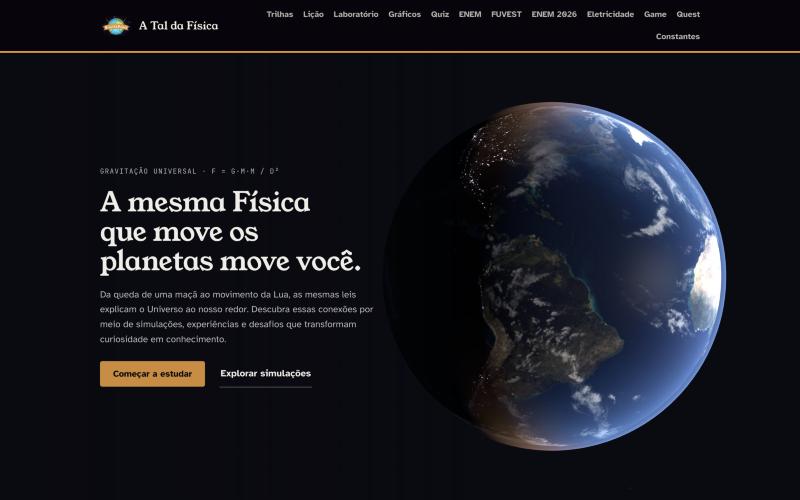 A Tal da Física
Trilhas Lição Laboratório Gráficos Quiz ENEM FUVEST ENEM 2026 Eletricidade Game Quest
Constantes
GRAVITAÇÃO UNIVERSAL · F = G·M·M / D²
A mesma Física
que move os
planetas move você.
Da queda de uma maçã ao movimento da Lua, as mesmas leis
explicam o Universo ao nosso redor. Descubra essas conexões por
meio de simulações, experiências e desafios que transformam
curiosidade em conhecimento.
Começar a estudar Explorar simulações